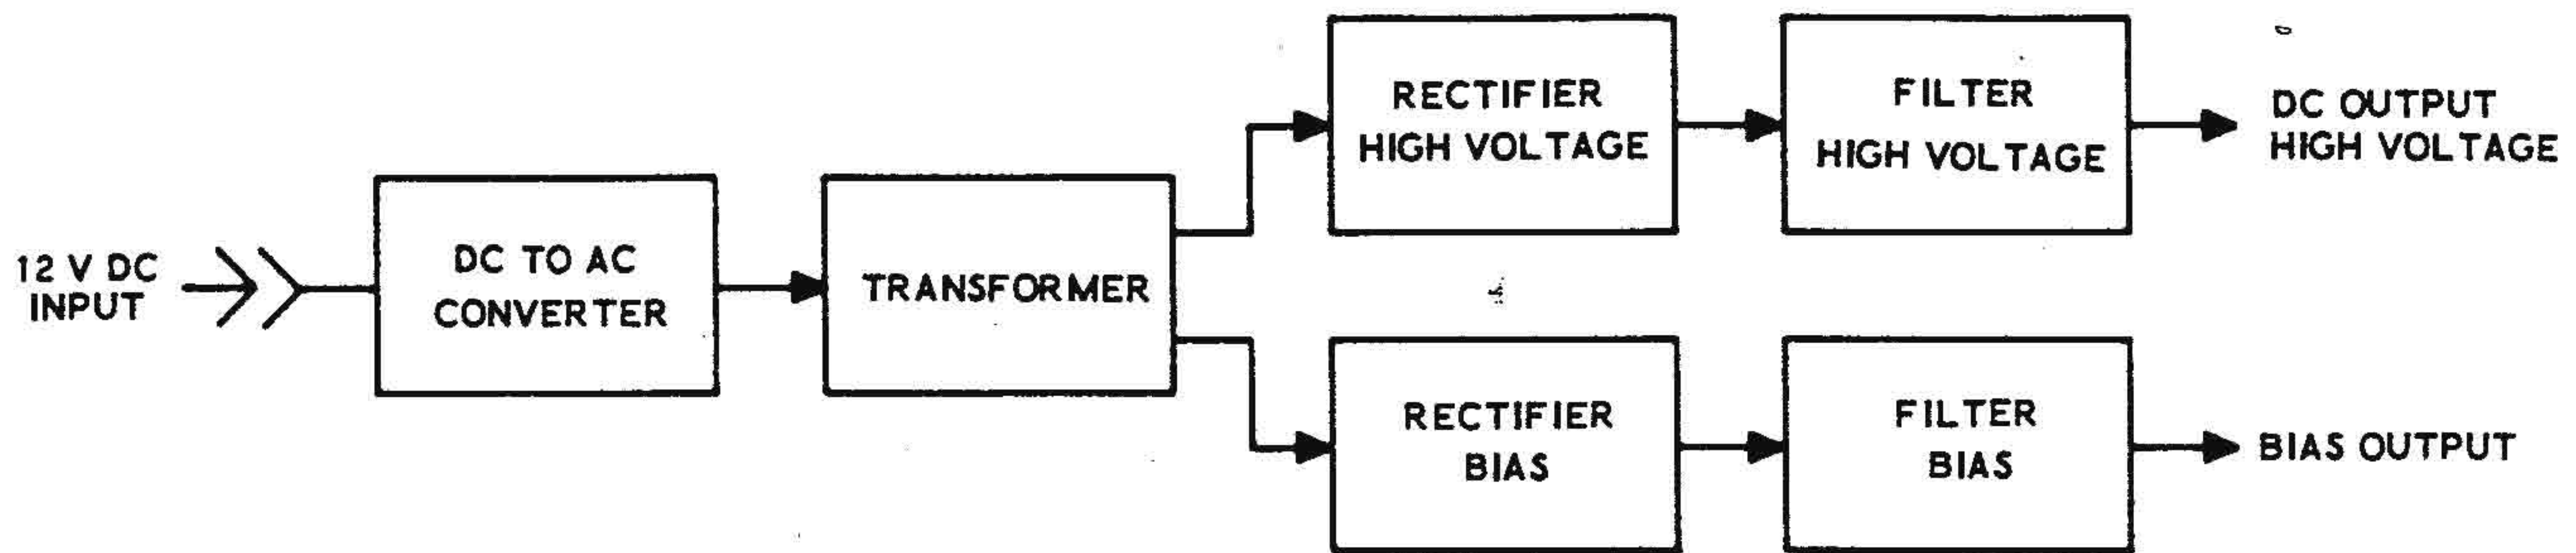 12 V DC
INPUT
DC TO AC
CONVERTER
TRANSFORMER
RECTIFIER
HIGH VOLTAGE
FILTER
HIGH VOLTAGE
DC OUTPUT
HIGH VOLTAGE
RECTIFIER
BIAS
FILTER
BIAS
BIAS OUTPUT